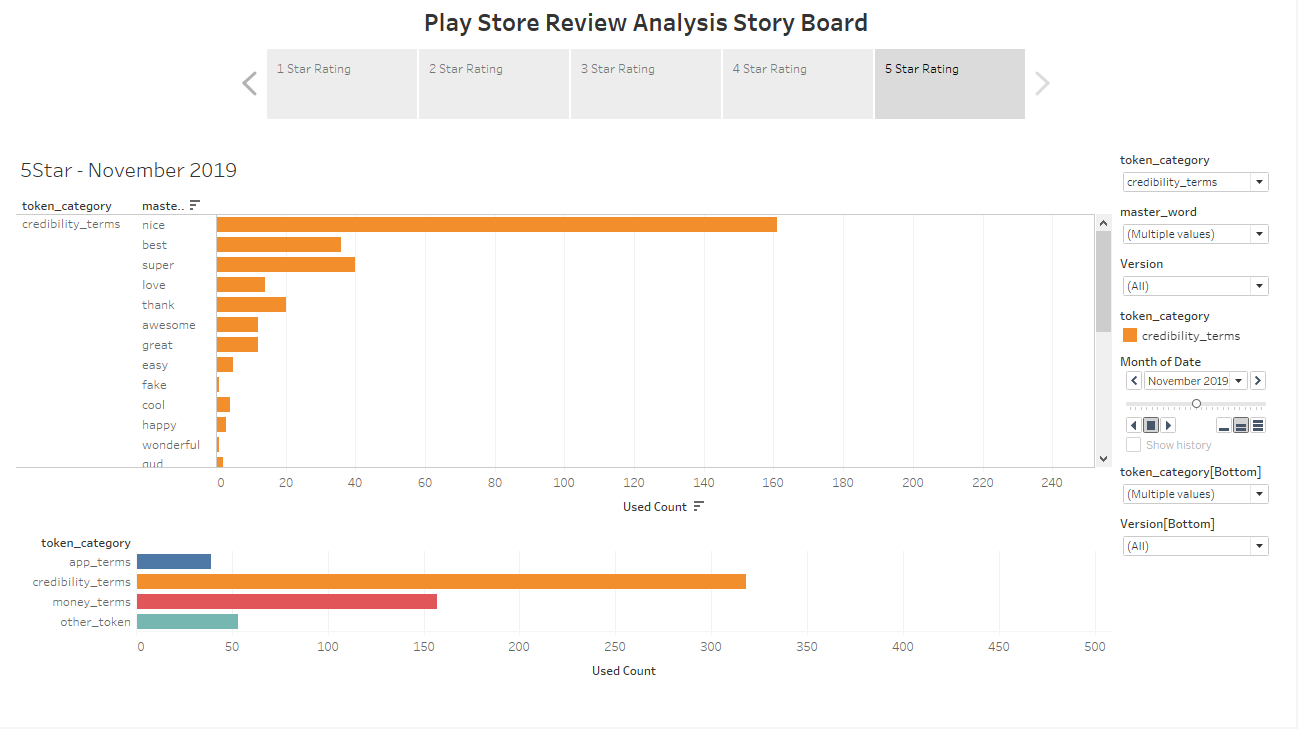 Play Store Review Analysis Story Board
1 Star Rating
2 Star Rating
3 Star Rating
4 Star Rating
5 Star Rating
5Star - November 2019
token_category
maste..
credibility_terms
nice
best
super
love
thank
awesome
great
easy
fake
cool
happy
wonderful
gud
0 20 40 60 80 100 120 140 160 180 200 220 240
Used Count
token_category
app_terms
credibility_terms
money_terms
other_token
0 50 100 150 200 250 300 350 400 450 500
Used Count
token_category
credibility_terms
master_word
(Multiple values)
Version
(All)
token_category
credibility_terms
Month of Date
November 2019
Show history
token_category[Bottom]
(Multiple values)
Version[Bottom]
(All)